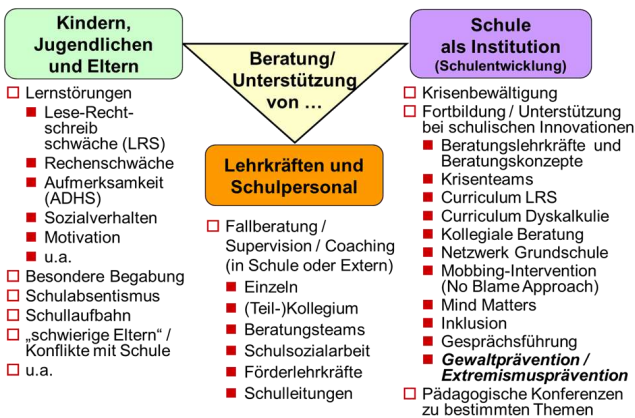 Kindern,
Jugendlichen
und Eltern
Lernstörungen
Lese-Recht-
schreib
schwäche (LRS)
Rechenschwäche
Aufmerksamkeit
(ADHS)
Sozialverhalten
Motivation
u.a.
Besondere Begabung
Schulabsentismus
Schullaufbahn
„schwierige Eltern“ /
Konflikte mit Schule
u.a.
Beratung/
Unterstützung
von ...
Lehrkräften und
Schulpersonal
Fallberatung /
Supervision / Coaching
(in Schule oder Extern)
Einzeln
(Teil-)Kollegium
Beratungsteams
Schulsozialarbeit
Förderlehrkräfte
Schulleitungen
Schule
als Institution
(Schulentwicklung)
Krisenbewältigung
Fortbildung / Unterstützung
bei schulischen Innovationen
Beratungslehrkräfte und
Beratungskonzepte
Krisenteams
Curriculum LRS
Curriculum Dyskalkulie
Kollegiale Beratung
Netzwerk Grundschule
Mobbing-Intervention
(No Blame Approach)
Mind Matters
Inklusion
Gesprächsführung
Gewaltprävention /
Extremismusprävention
Pädagogische Konferenzen
zu bestimmten Themen